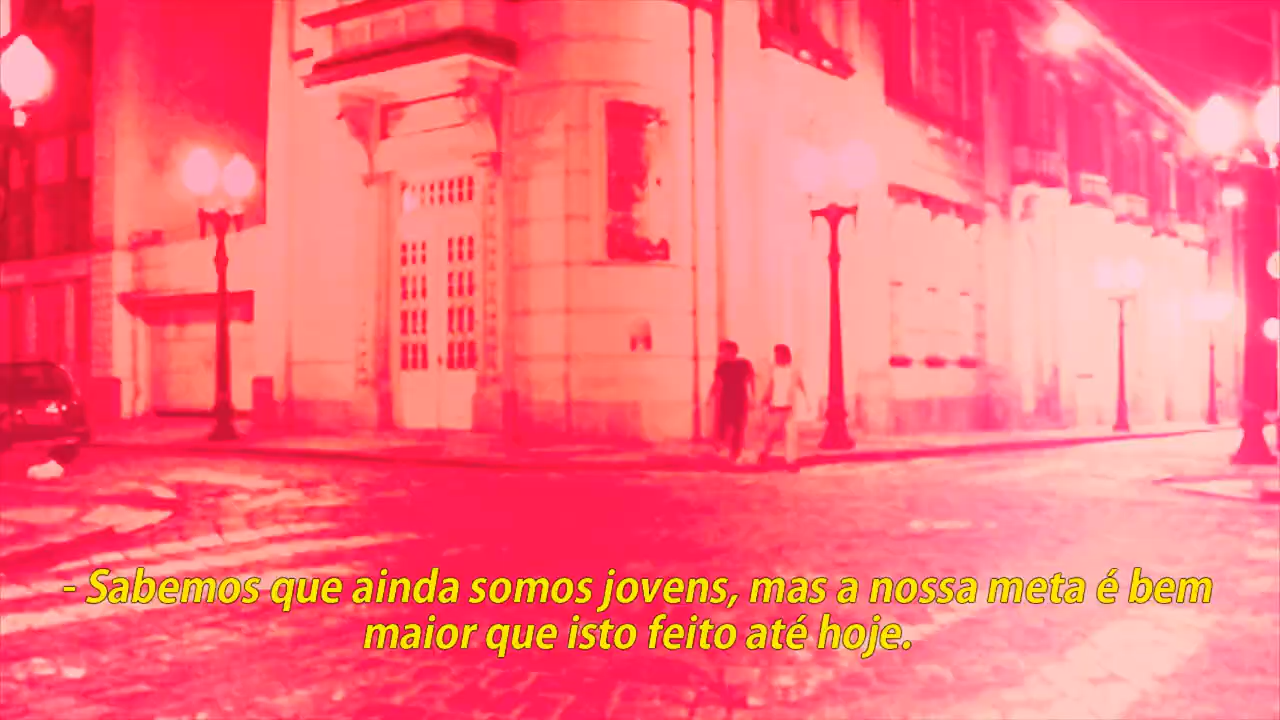 - Sabemos que ainda somos jovens, mas a nossa meta é bem
maior que isto feito até hoje.